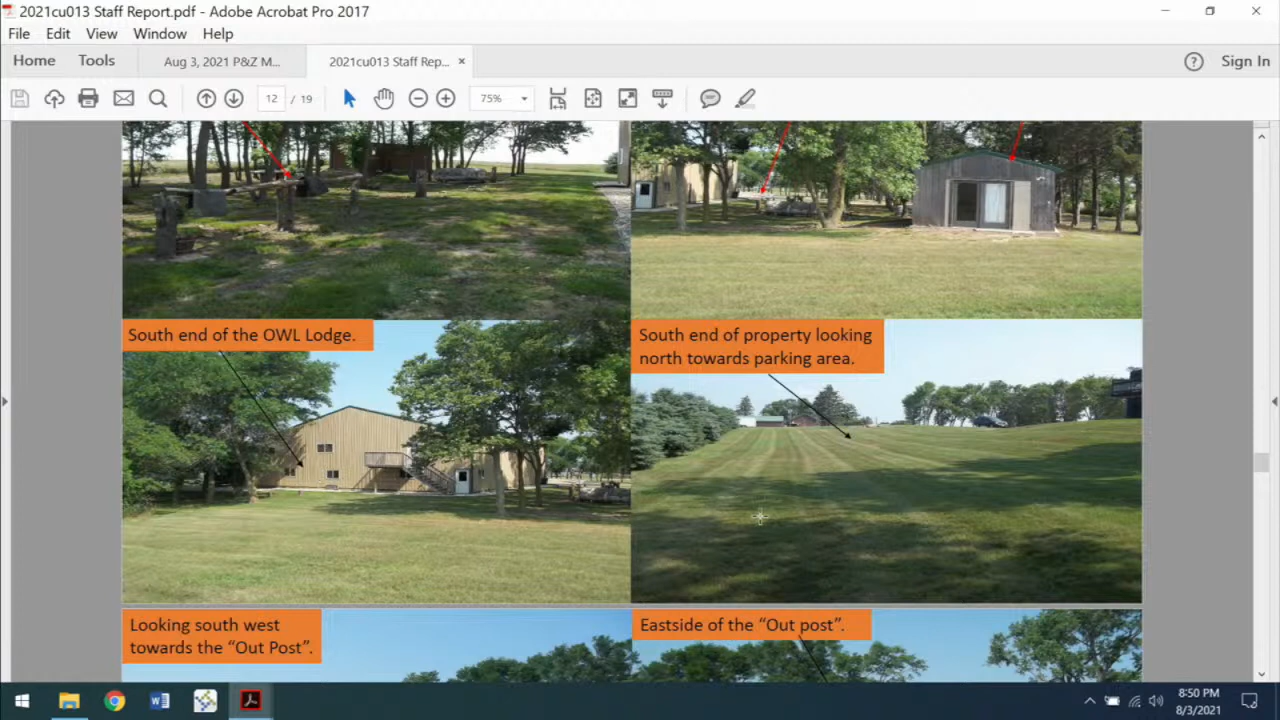 2021cu013 Staff Report.pdf - Adobe Acrobat Pro 2017
File Edit View Window Help
Home Tools Aug 3, 2021 P&Z M... 2021cu013 Staff Rep... × Sign In
12 / 19 75%
South end of the OWL Lodge.
South end of property looking
north towards parking area.
Looking south west
towards the “Out Post”.
Eastside of the “Out post”.
8:50 PM
8/3/2021